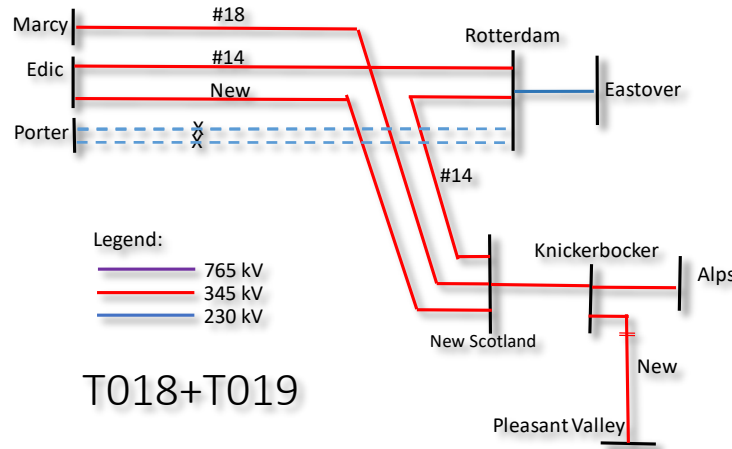 #18
Marcy
Rotterdam
#14
Edic
New
Eastover
Porter
X
X
#14
Legend:
Knickerbocker
765 kV
Alps
345 kV
230 kV
New Scotland
New
T018+T019
Pleasant Valley